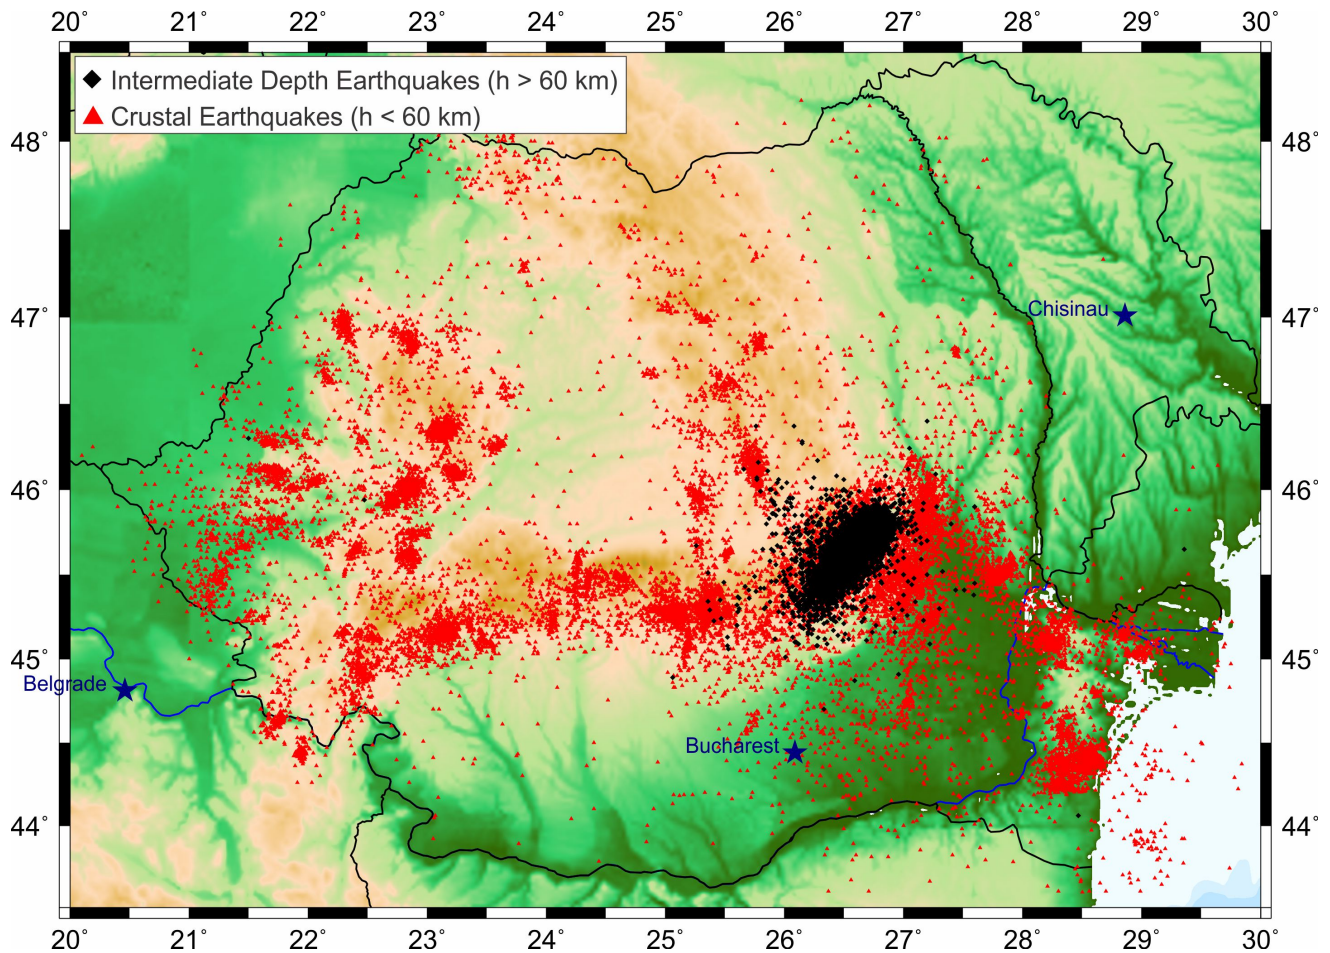 20° 21° 22° 23° 24° 25° 26° 27° 28° 29° 30°
Intermediate Depth Earthquakes (h > 60 km)
Crustal Earthquakes (h < 60 km)
48° 48°
47° 47°
Chisinau
46° 46°
45° 45°
Belgrade
Bucharest
44° 44°
20° 21° 22° 23° 24° 25° 26° 27° 28° 29° 30°